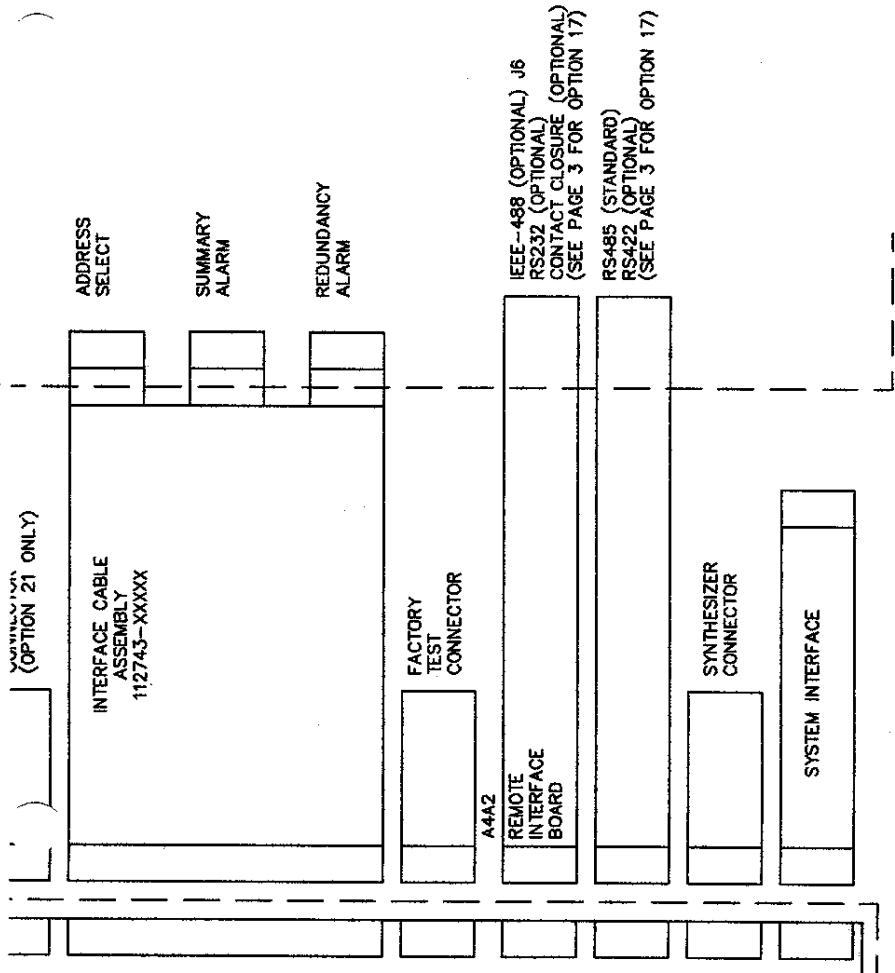 (OPTION 21 ONLY)
INTERFACE CABLE
ASSEMBLY
112743-XXXXX
ADDRESS
SELECT
SUMMARY
ALARM
REDUNDANCY
ALARM
FACTORY
TEST
CONNECTOR
A4A2
REMOTE
INTERFACE
BOARD
IEEE-488 (OPTIONAL) J6
RS232 (OPTIONAL)
CONTACT CLOSURE (OPTIONAL)
(SEE PAGE 3 FOR OPTION 17)
RS485 (STANDARD)
RS422 (OPTIONAL)
(SEE PAGE 3 FOR OPTION 17)
SYNTHESIZER
CONNECTOR
SYSTEM INTERFACE